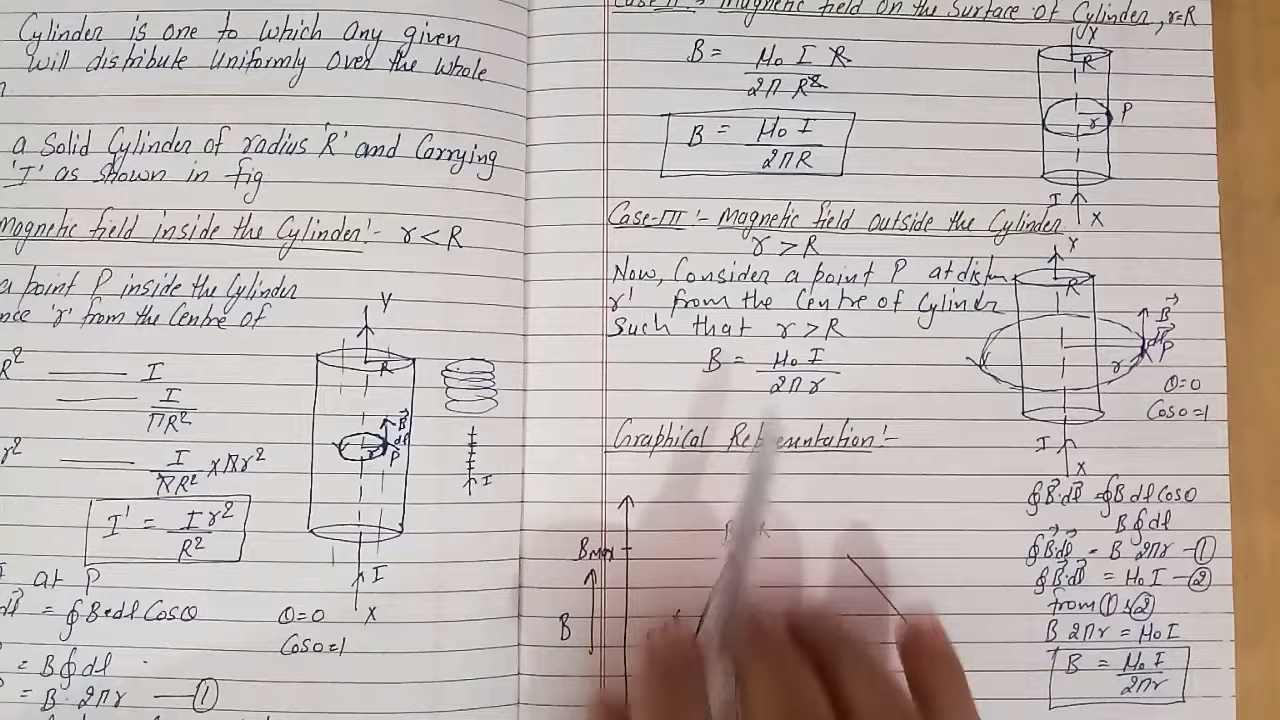 Cylinder is one to which any given
will distribute uniformly over the whole
a Solid Cylinder of radius 'R' and Carrying
'I' as shown in fig
Magnetic field inside the Cylinder:- r < R
a point P inside the Cylinder
nce 'r' from the Centre of
R² —— I
—— I/ΠR²
r² —— I/ΠR² × Πr²
I' = Ir²/R²
at P
= ∮B dl Cosθ
θ=0
Cos0=1
= B∮dl
= B. 2Πr —①
Y
R
B⃗
dl
r
P
I
X
I
Case II :- Magnetic field on the Surface of Cylinder, r=R
B = μ₀ I R / 2Π R²
B = μ₀ I / 2ΠR
Y
R
P
r
I
X
Case-III :- Magnetic field outside the Cylinder
r > R
Now, Consider a point P at distan
r' from the Centre of Cylinder
Such that r > R
B = μ₀ I / 2Πr
Y
R
B⃗
dl
P
r
θ=0
Cos0=1
I
X
Graphical Representation:-
Bmax
B
∮B⃗.dl⃗ = ∮B dl Cosθ
B∮dl
∮B⃗.dl⃗ = B 2Πr —①
∮B⃗.dl⃗ = μ₀ I —②
from ① & ②
B 2Πr = μ₀ I
B = μ₀ I / 2Πr